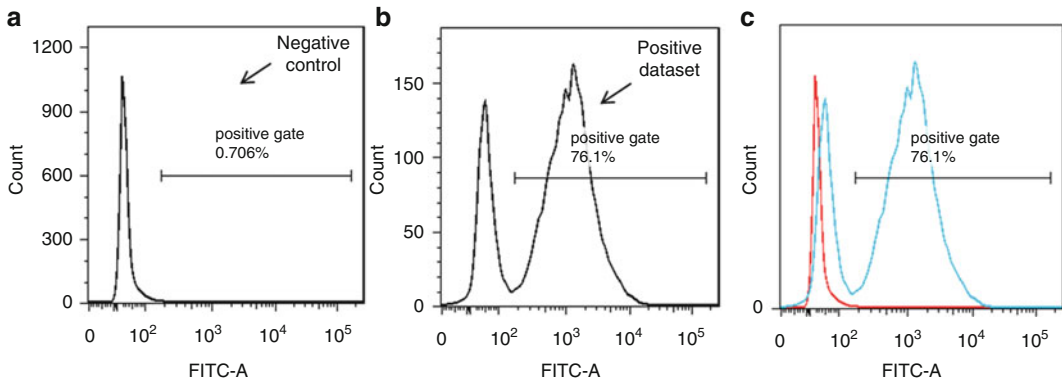 a
1200
900
600
300
0
Count
Negative
control
positive gate
0.706%
0 10² 10³ 10⁴ 10⁵
FITC-A
b
150
100
50
0
Count
Positive
dataset
positive gate
76.1%
0 10² 10³ 10⁴ 10⁵
FITC-A
c
0
Count
positive gate
76.1%
0 10² 10³ 10⁴ 10⁵
FITC-A